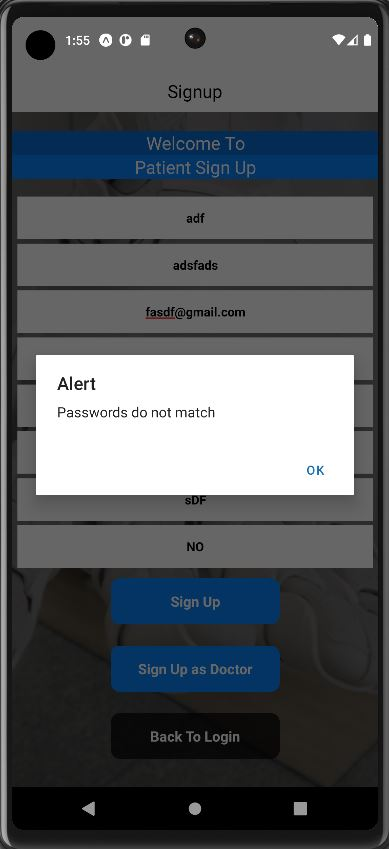 1:55
Signup
Welcome To
Patient Sign Up
adf
adsfads
fasdf@gmail.com
Alert
Passwords do not match
OK
sDF
NO
Sign Up
Sign Up as Doctor
Back To Login